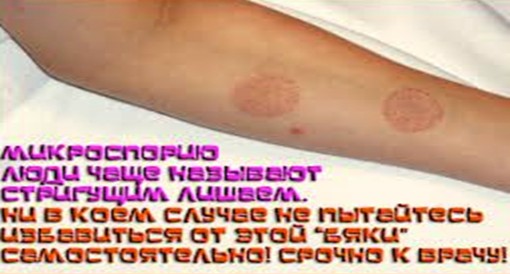 МИКРОСПОРИЮ
ЛЮДИ ЧАЩЕ НАЗЫВАЮТ
СТРИГУЩИМ ЛИШАЕМ.
НИ В КОЕМ СЛУЧАЕ НЕ ПЫТАЙТЕСЬ
ИЗБАВИТЬСЯ ОТ ЭТОЙ "БЯКИ"
САМОСТОЯТЕЛЬНО! СРОЧНО К ВРАЧУ!